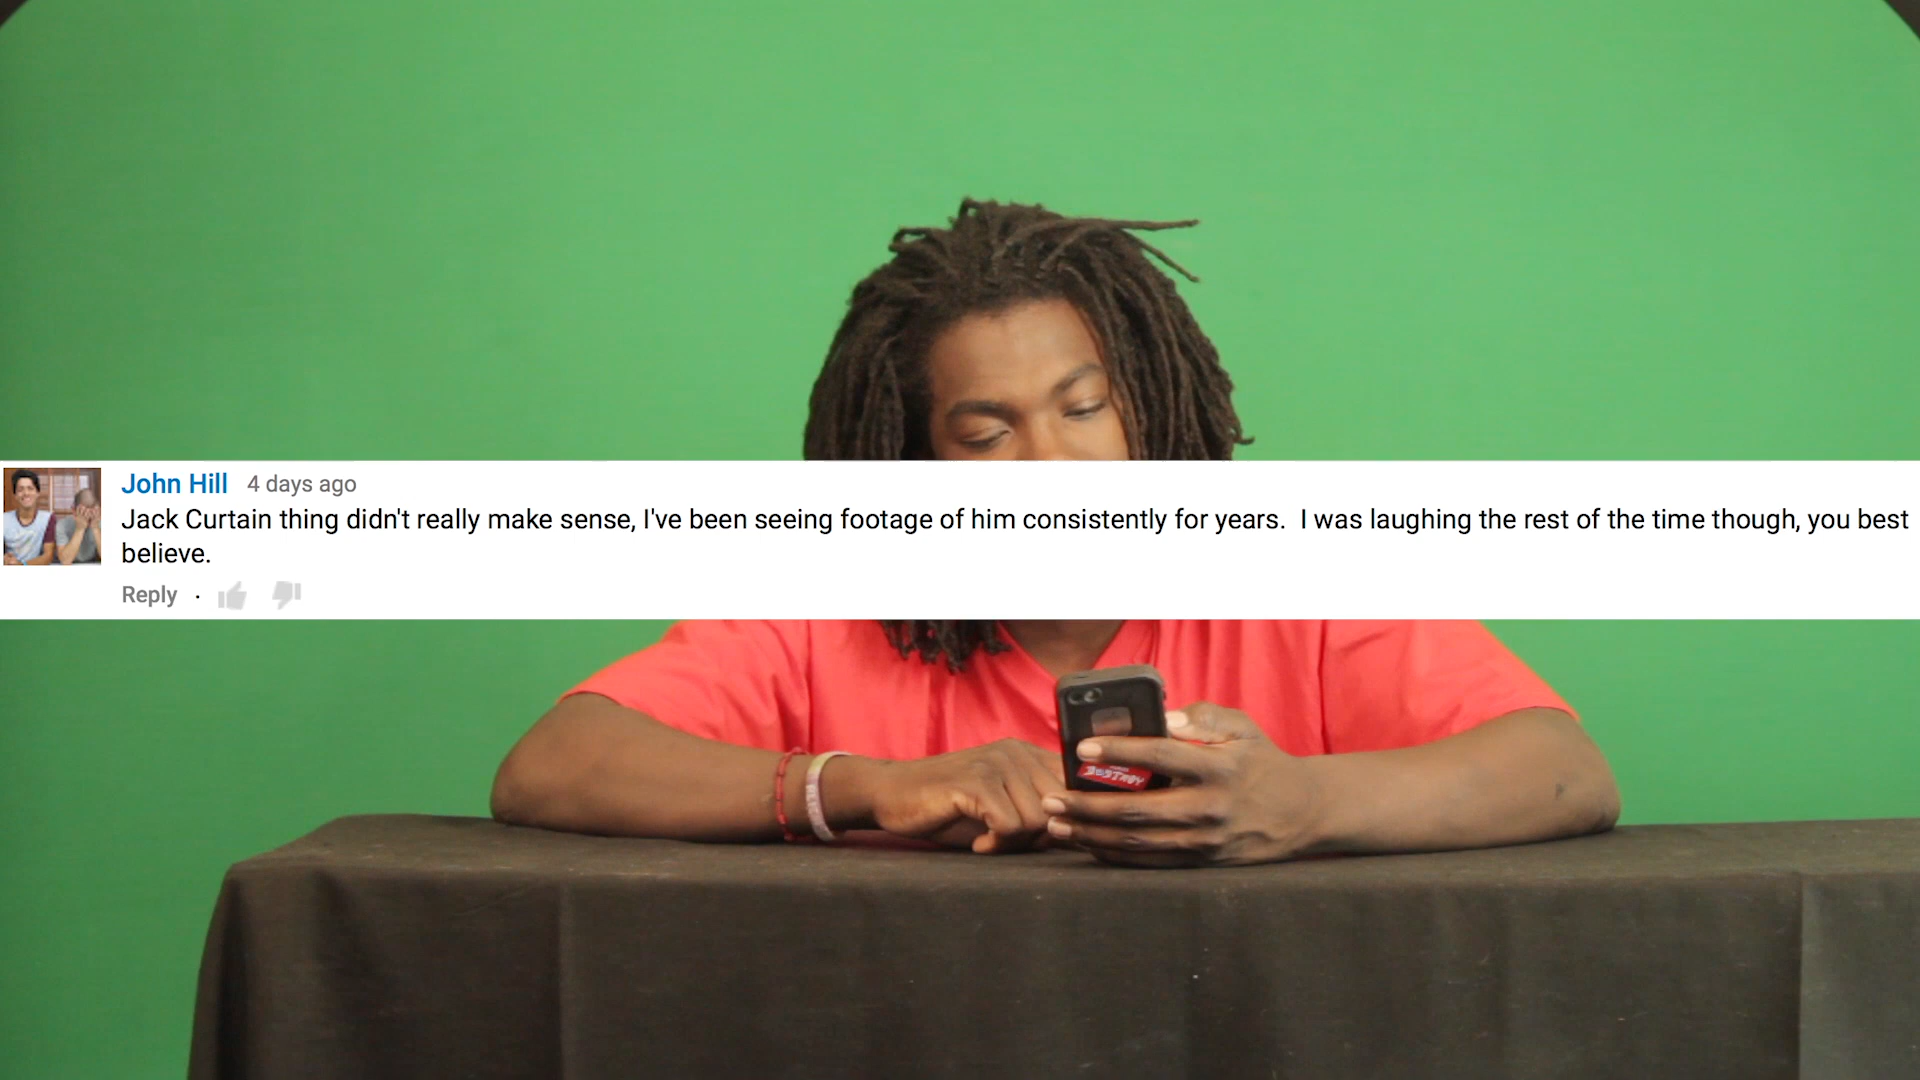 John Hill 4 days ago
Jack Curtain thing didn't really make sense, I've been seeing footage of him consistently for years.  I was laughing the rest of the time though, you best
believe.
Reply ·
DESTROY